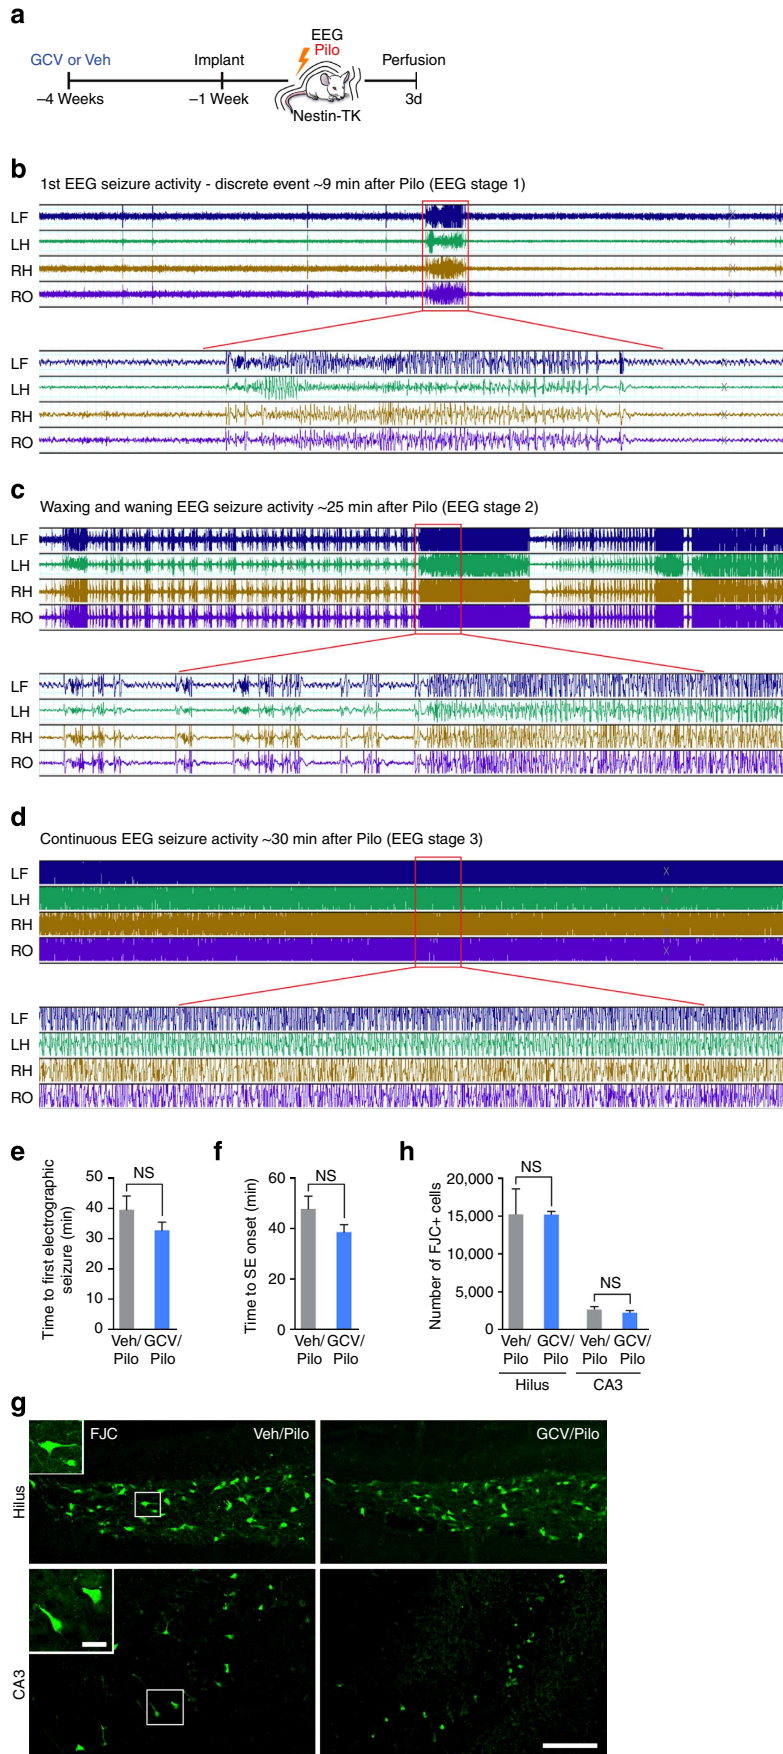 a
EEG
Pilo
GCV or Veh
Implant
Perfusion
–4 Weeks
–1 Week
3d
Nestin-TK
b
1st EEG seizure activity - discrete event ~9 min after Pilo (EEG stage 1)
LF
LH
RH
RO
LF
LH
RH
RO
c
Waxing and waning EEG seizure activity ~25 min after Pilo (EEG stage 2)
LF
LH
RH
RO
LF
LH
RH
RO
d
Continuous EEG seizure activity ~30 min after Pilo (EEG stage 3)
LF
LH
RH
RO
LF
LH
RH
RO
e
Time to first electrographic
seizure (min)
50
40
30
20
10
0
NS
Veh/
Pilo
GCV/
Pilo
f
Time to SE onset (min)
60
40
20
0
NS
Veh/
Pilo
GCV/
Pilo
h
Number of FJC+ cells
20,000
15,000
10,000
5,000
0
NS
NS
Veh/
Pilo
GCV/
Pilo
Veh/
Pilo
GCV/
Pilo
Hilus
CA3
g
FJC
Veh/Pilo
GCV/Pilo
Hilus
CA3